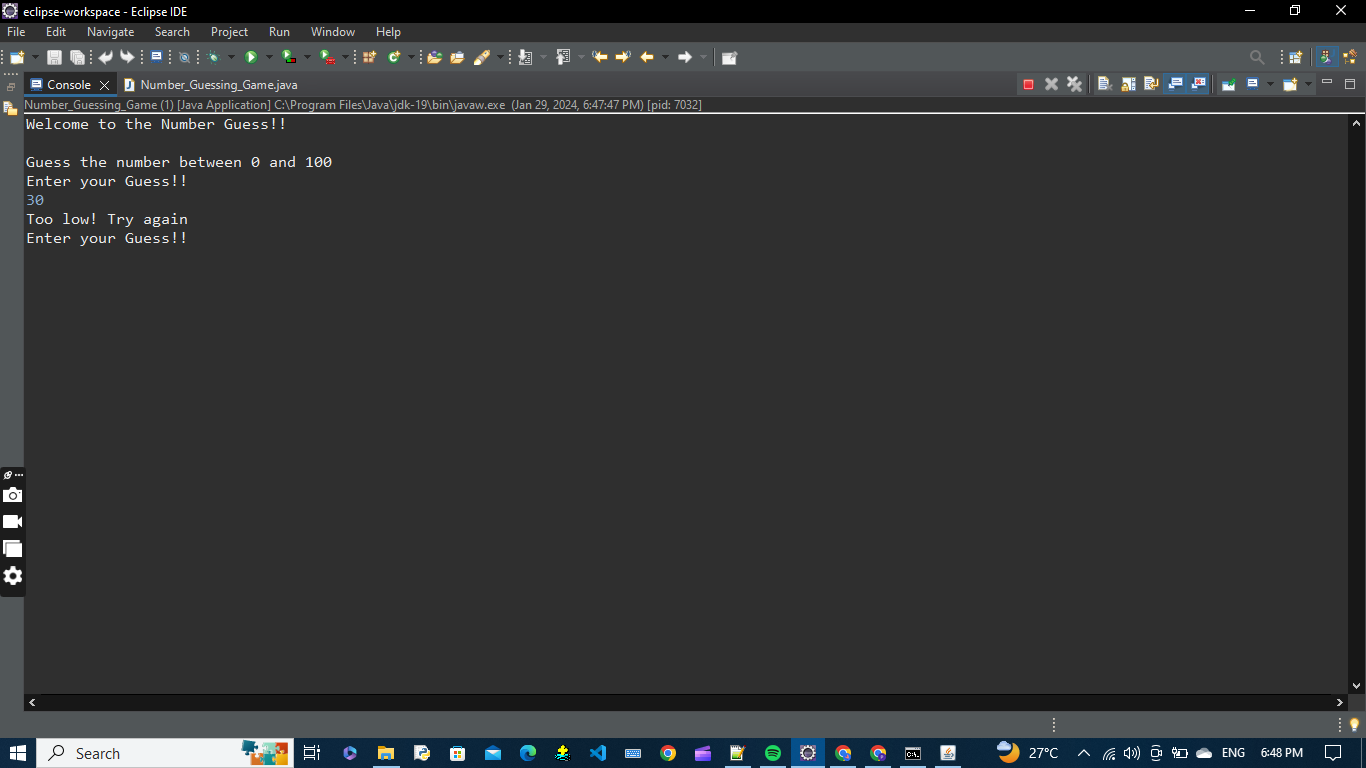 eclipse-workspace - Eclipse IDE
File Edit Navigate Search Project Run Window Help
Console Number_Guessing_Game.java
Number_Guessing_Game (1) [Java Application] C:\Program Files\Java\jdk-19\bin\javaw.exe (Jan 29, 2024, 6:47:47 PM) [pid: 7032]
Welcome to the Number Guess!!
Guess the number between 0 and 100
Enter your Guess!!
30
Too low! Try again
Enter your Guess!!
Search 27°C ENG 6:48 PM